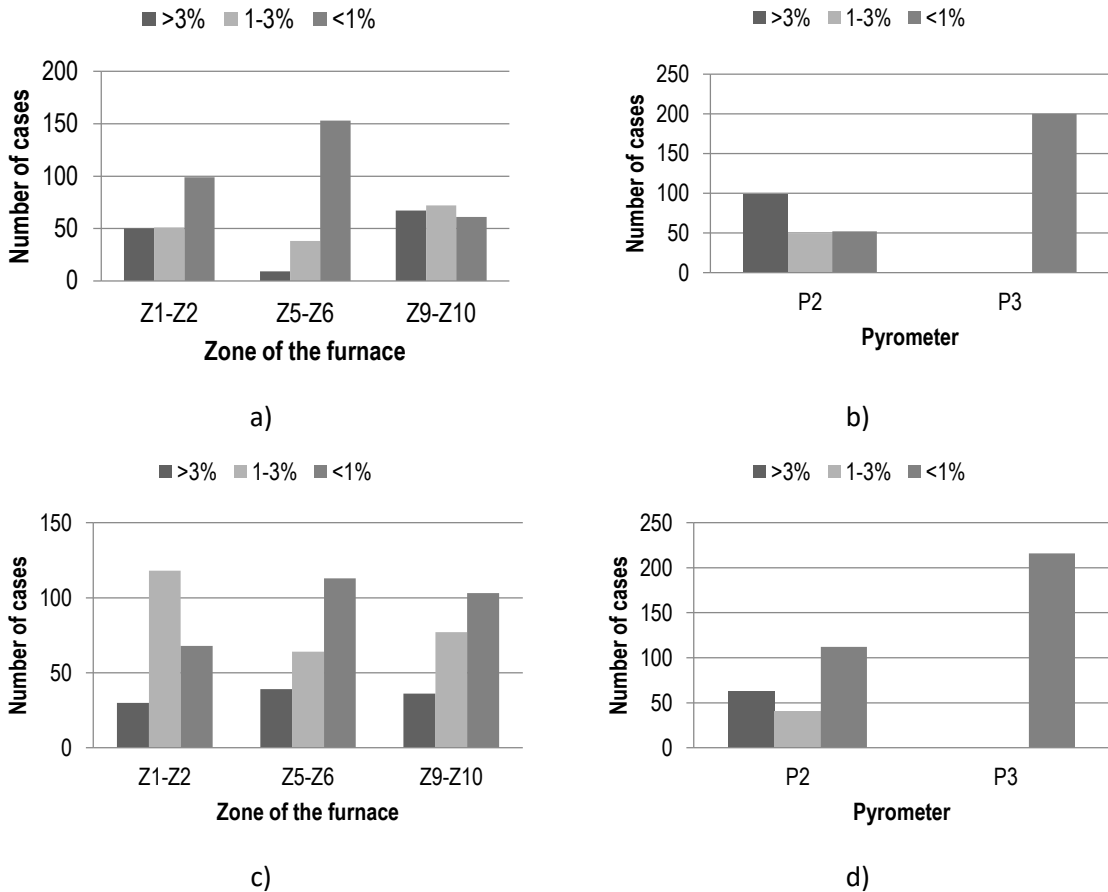 >3% 1-3% <1%
200
150
100
50
0
Number of cases
Z1-Z2 Z5-Z6 Z9-Z10
Zone of the furnace
a)
>3% 1-3% <1%
250
200
150
100
50
0
Number of cases
P2 P3
Pyrometer
b)
>3% 1-3% <1%
150
100
50
0
Number of cases
Z1-Z2 Z5-Z6 Z9-Z10
Zone of the furnace
c)
>3% 1-3% <1%
250
200
150
100
50
0
Number of cases
P2 P3
Pyrometer
d)